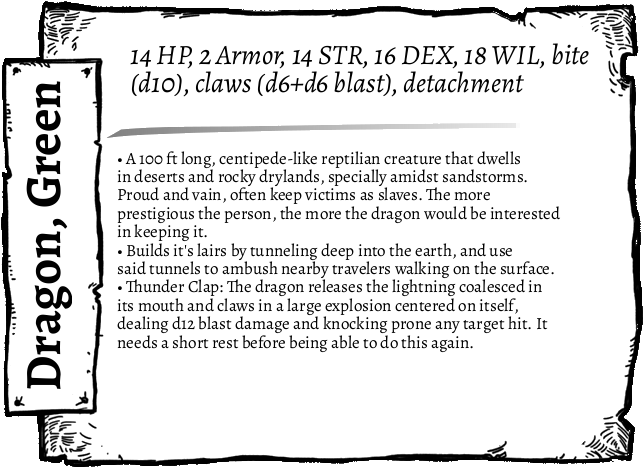 Dragon, Green
14 HP, 2 Armor, 14 STR, 16 DEX, 18 WIL, bite
(d10), claws (d6+d6 blast), detachment
• A 100 ft long, centipede-like reptilian creature that dwells
in deserts and rocky drylands, specially amidst sandstorms.
Proud and vain, often keep victims as slaves. The more
prestigious the person, the more the dragon would be interested
in keeping it.
• Builds it's lairs by tunneling deep into the earth, and use
said tunnels to ambush nearby travelers walking on the surface.
• Thunder Clap: The dragon releases the lightning coalesced in
its mouth and claws in a large explosion centered on itself,
dealing d12 blast damage and knocking prone any target hit. It
needs a short rest before being able to do this again.